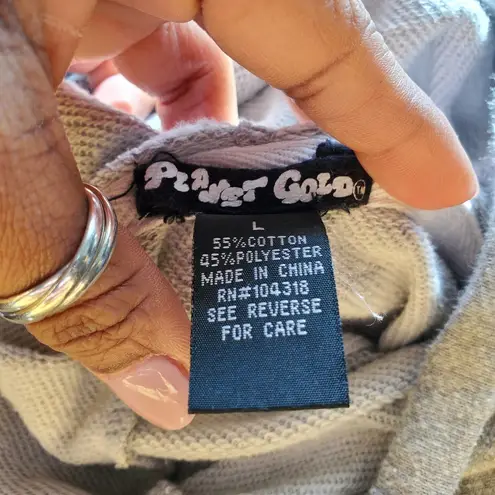 PLANET GOLD
L
55%COTTON
45%POLYESTER
MADE IN CHINA
RN#104318
SEE REVERSE
FOR CARE